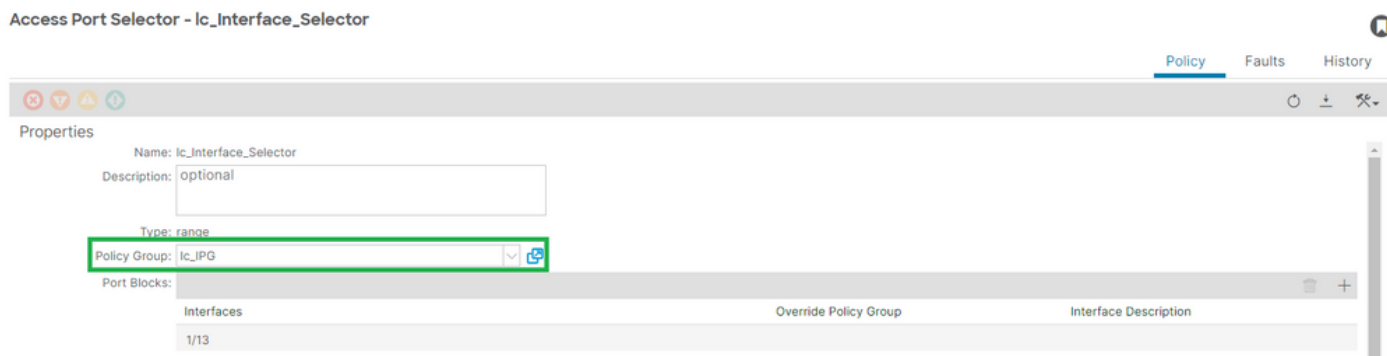 Access Port Selector - lc_Interface_Selector
Policy Faults History
Properties
Name: lc_Interface_Selector
Description: optional
Type: range
Policy Group: lc_IPG
Port Blocks:
Interfaces Override Policy Group Interface Description
1/13